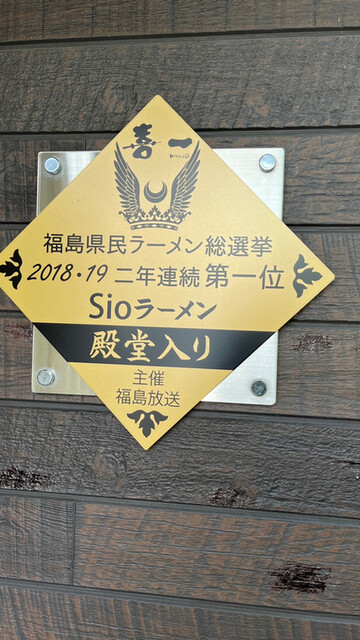 喜一
福島県民ラーメン総選挙
2018・19 二年連続 第一位
Sioラーメン
殿堂入り
主催
福島放送